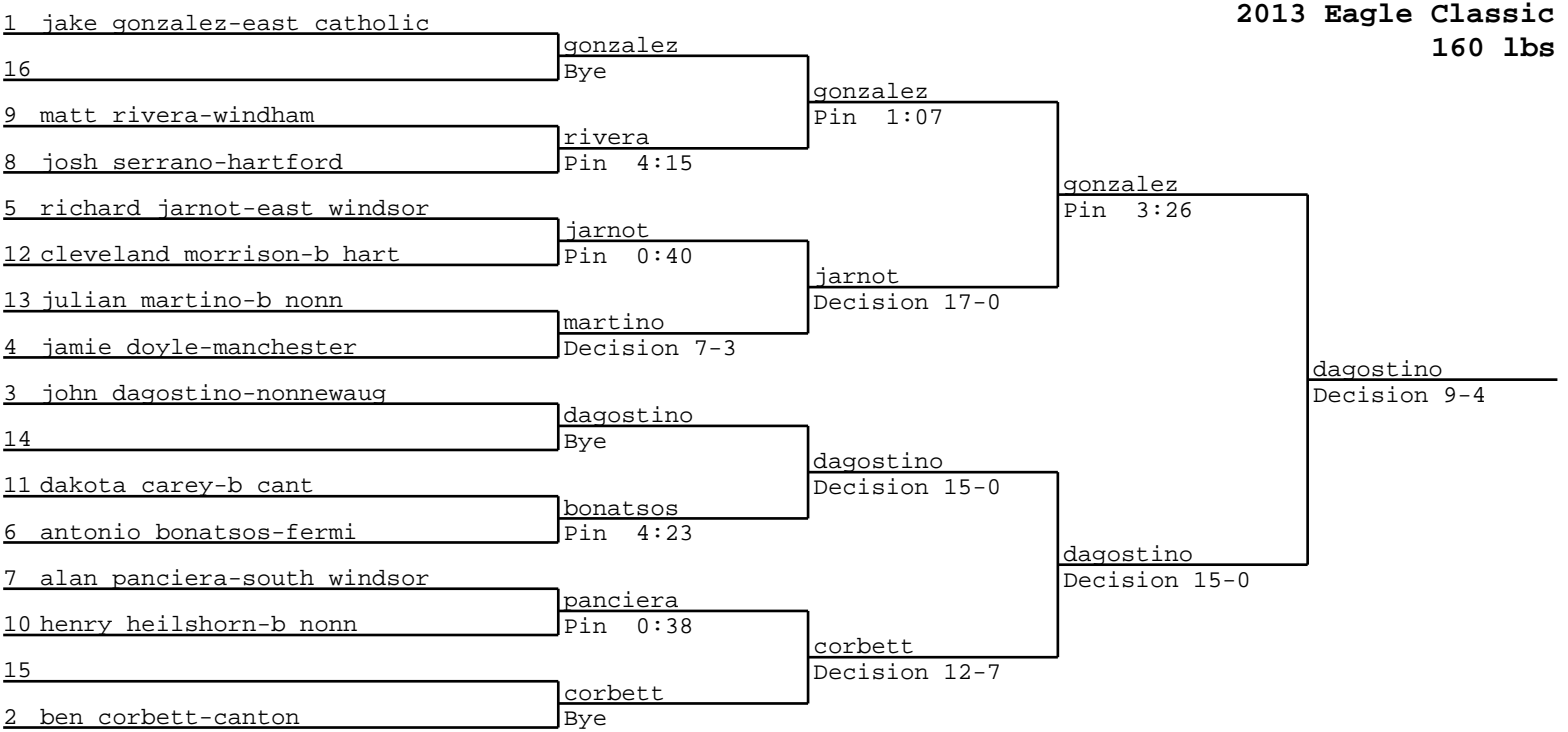 2013 Eagle Classic
160 lbs
1 jake gonzalez-east catholic
16
9 matt rivera-windham
8 josh serrano-hartford
5 richard jarnot-east windsor
12 cleveland morrison-b hart
13 julian martino-b nonn
4 jamie doyle-manchester
3 john dagostino-nonnewaug
14
11 dakota carey-b cant
6 antonio bonatsos-fermi
7 alan panciera-south windsor
10 henry heilshorn-b nonn
15
2 ben corbett-canton
gonzalez
Bye
rivera
Pin 4:15
jarnot
Pin 0:40
martino
Decision 7-3
dagostino
Bye
bonatsos
Pin 4:23
panciera
Pin 0:38
corbett
Bye
gonzalez
Pin 1:07
jarnot
Decision 17-0
dagostino
Decision 15-0
corbett
Decision 12-7
gonzalez
Pin 3:26
dagostino
Decision 15-0
dagostino
Decision 9-4